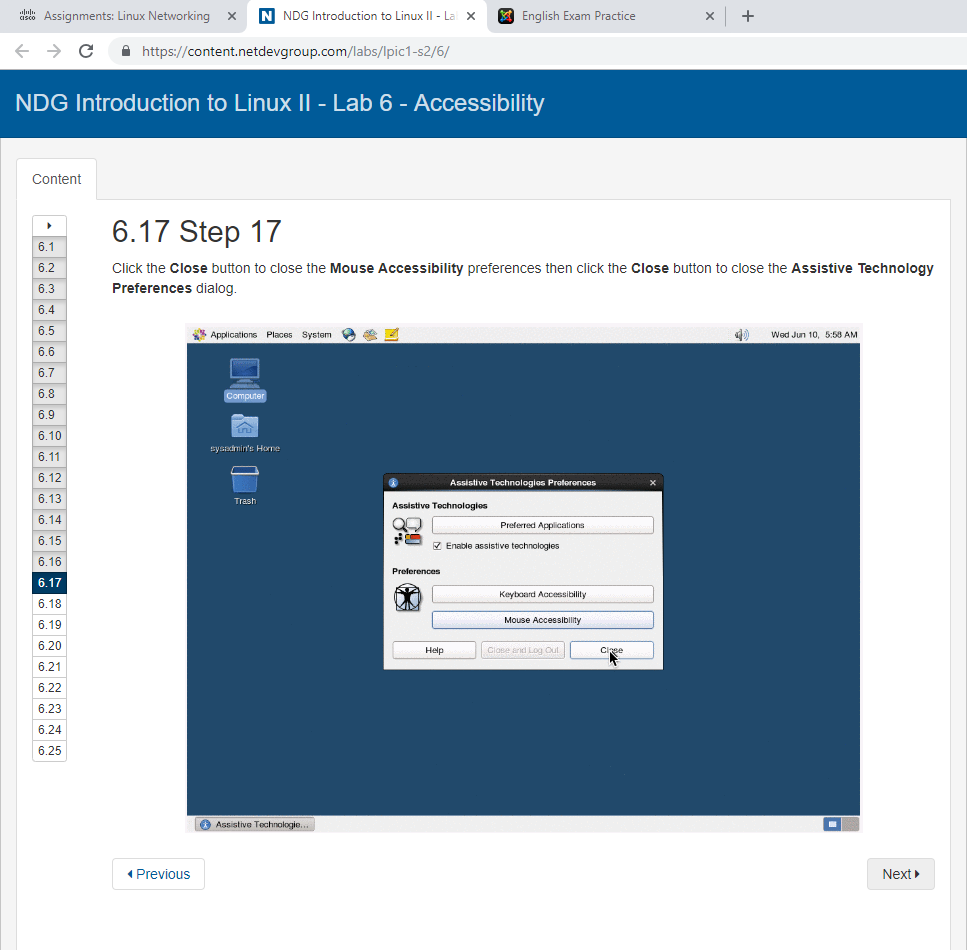 Assignments: Linux Networking
NDG Introduction to Linux II - La
English Exam Practice
https://content.netdevgroup.com/labs/lpic1-s2/6/
NDG Introduction to Linux II - Lab 6 - Accessibility
Content
6.1
6.2
6.3
6.4
6.5
6.6
6.7
6.8
6.9
6.10
6.11
6.12
6.13
6.14
6.15
6.16
6.17
6.18
6.19
6.20
6.21
6.22
6.23
6.24
6.25
6.17 Step 17
Click the Close button to close the Mouse Accessibility preferences then click the Close button to close the Assistive Technology
Preferences dialog.
Applications Places System
Wed Jun 10, 5:58 AM
Computer
sysadmin's Home
Trash
Assistive Technologies Preferences
Assistive Technologies
Preferred Applications
Enable assistive technologies
Preferences
Keyboard Accessibility
Mouse Accessibility
Help
Close and Log Out
Close
Assistive Technologie...
Previous
Next